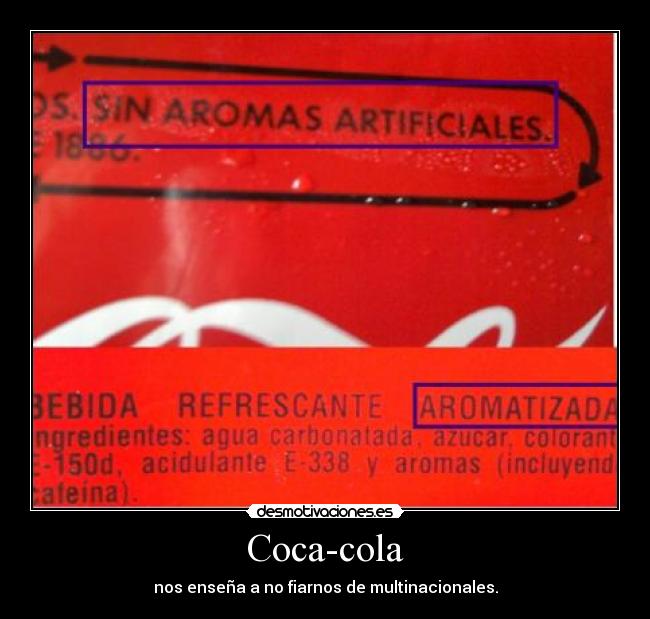 OS. SIN AROMAS ARTIFICIALES.
E 1886.
BEBIDA REFRESCANTE AROMATIZADA
ngredientes: agua carbonatada, azúcar, colorant
E-150d, acidulante E-338 y aromas (incluyend
cafeína).
desmotivaciones.es
Coca-cola
nos enseña a no fiarnos de multinacionales.